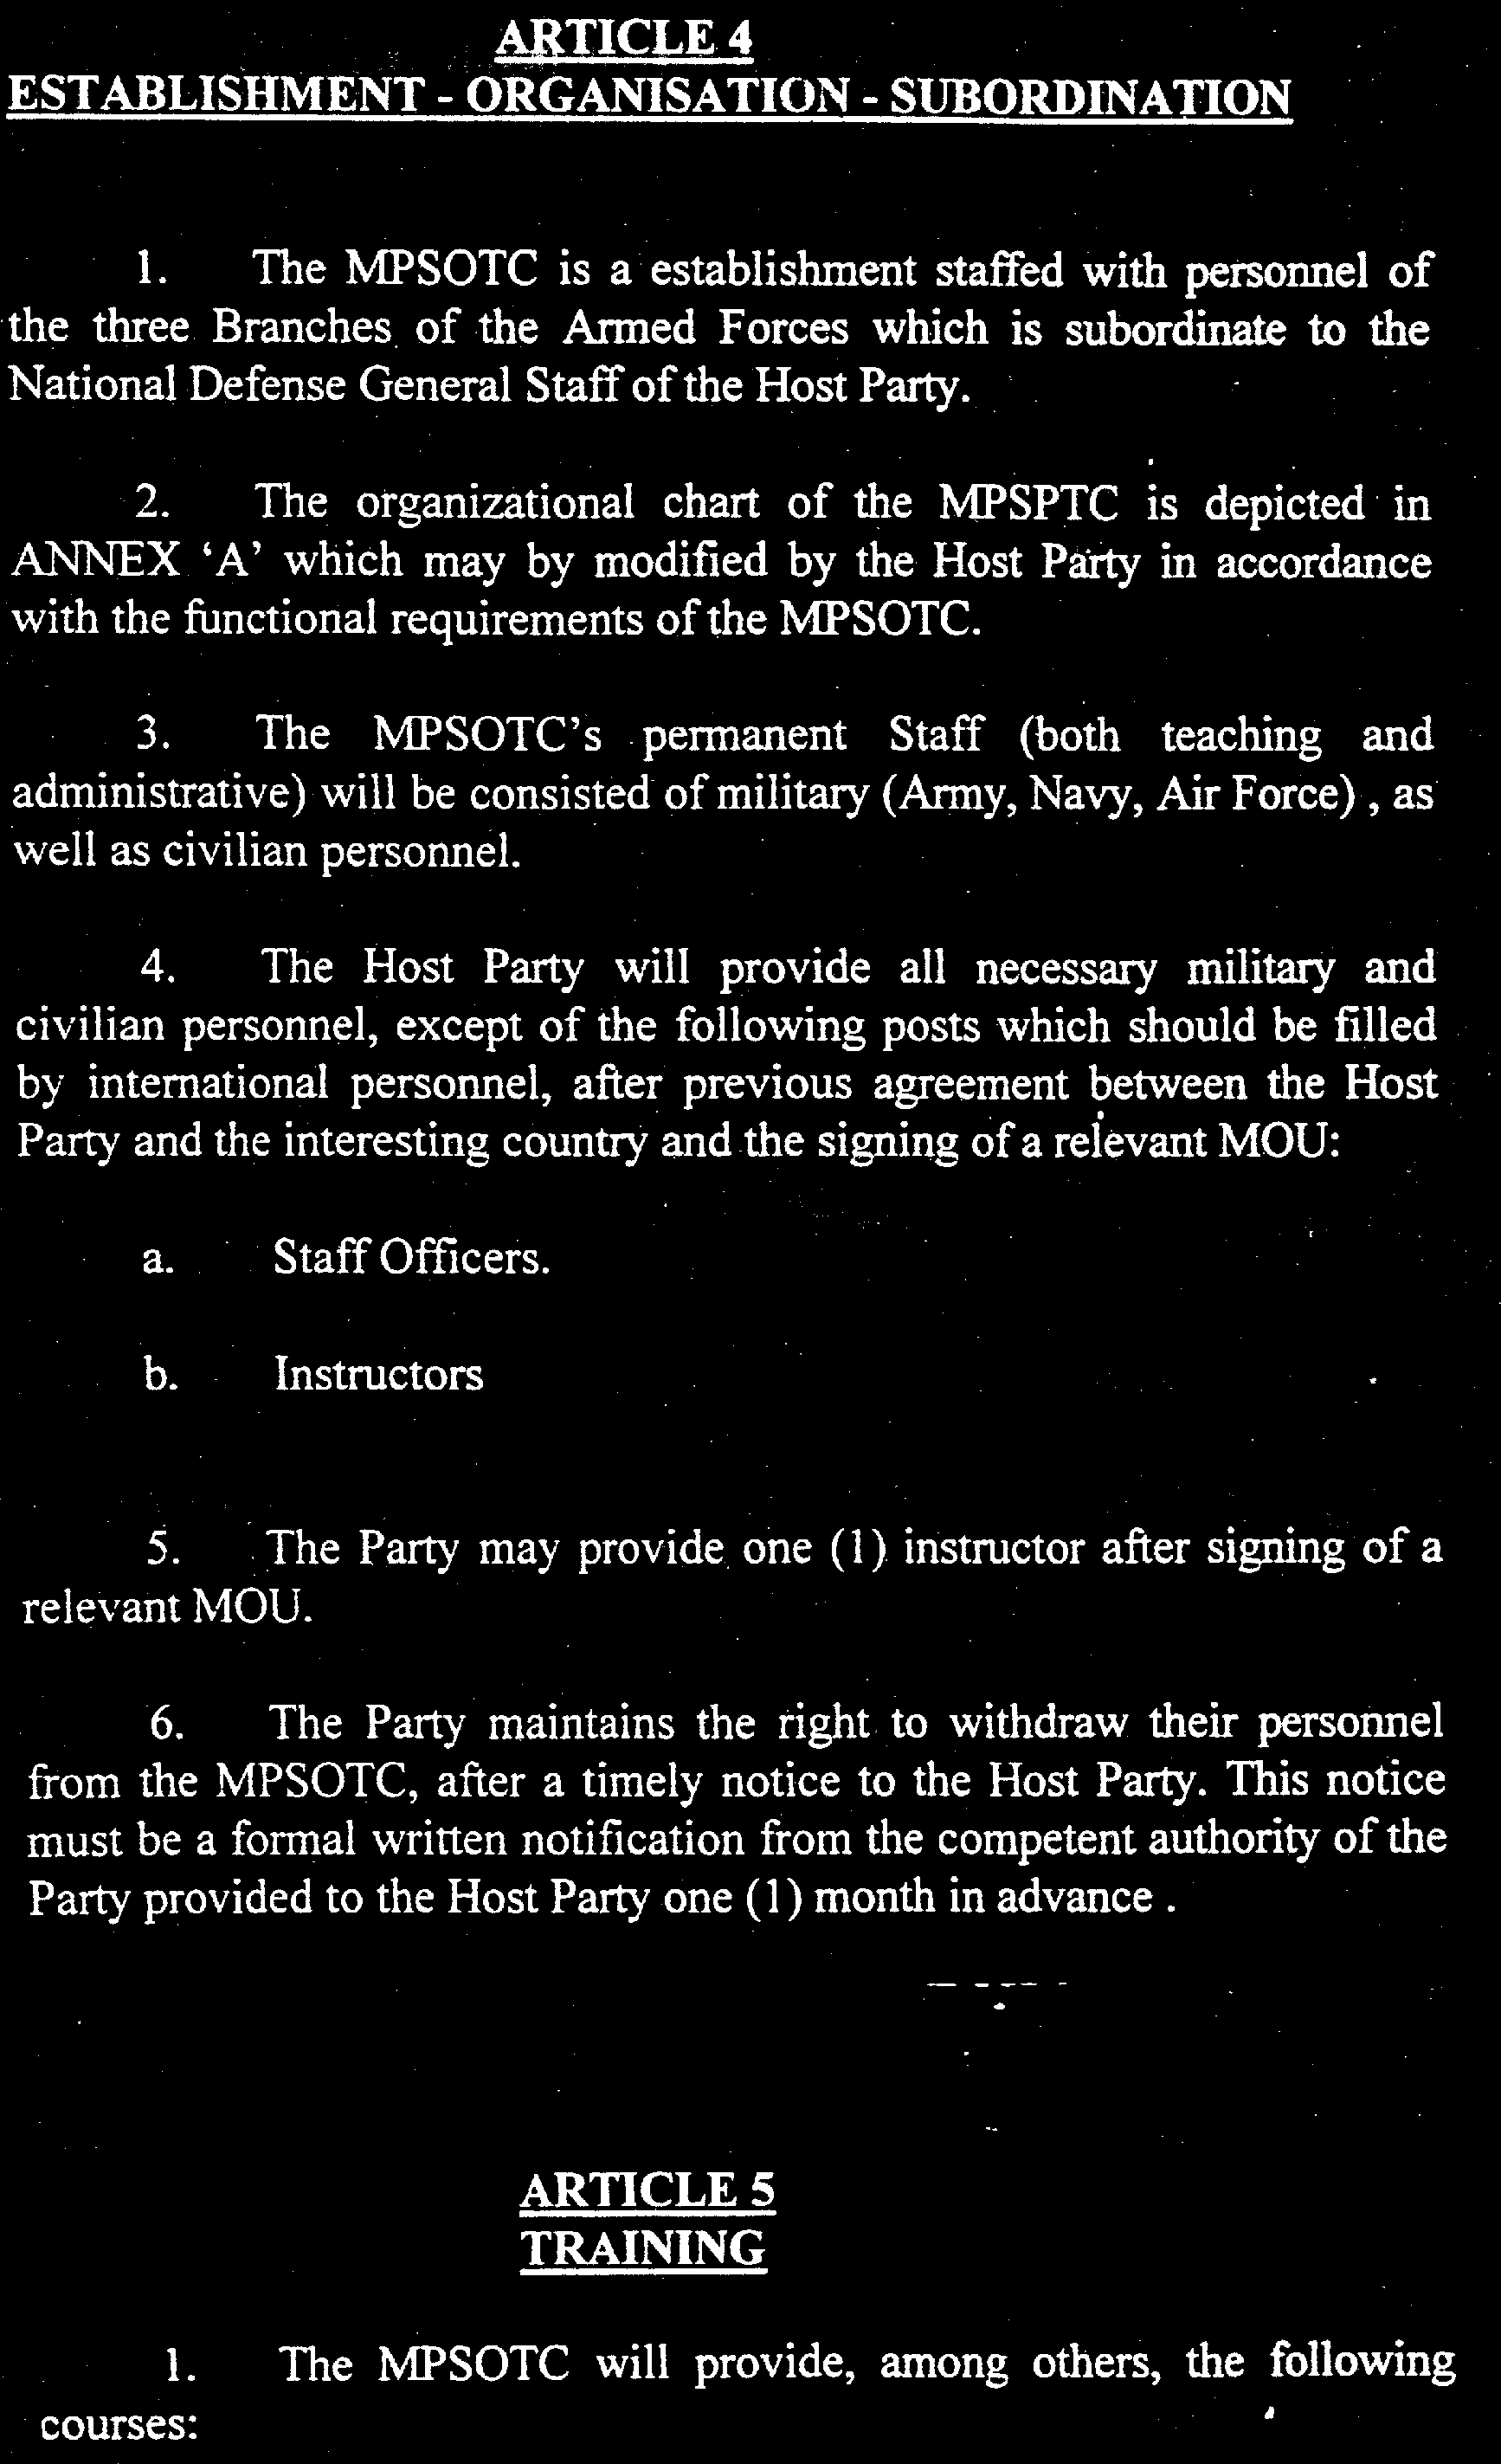 ARTICLE 4
ESTABLISHMENT - ORGANISATION - SUBORDINATION
1. The MPSOTC is a establishment staffed with personnel of
the three Branches of the Armed Forces which is subordinate to the
National Defense General Staff of the Host Party.
2. The organizational chart of the MPSPTC is depicted in
ANNEX ‘A’ which may by modified by the Host Party in accordance
with the functional requirements of the MPSOTC.
3. The MPSOTC’s permanent Staff (both teaching and
administrative) will be consisted of military (Army, Navy, Air Force) , as
well as civilian personnel.
4. The Host Party will provide all necessary military and
civilian personnel, except of the following posts which should be filled
by international personnel, after previous agreement between the Host
Party and the interesting country and the signing of a relevant MOU:
a. Staff Officers.
b. Instructors
5. The Party may provide one (1) instructor after signing of a
relevant MOU.
6. The Party maintains the right to withdraw their personnel
from the MPSOTC, after a timely notice to the Host Party. This notice
must be a formal written notification from the competent authority of the
Party provided to the Host Party one (1) month in advance .
ARTICLE 5
TRAINING
1. The MPSOTC will provide, among others, the following
courses: